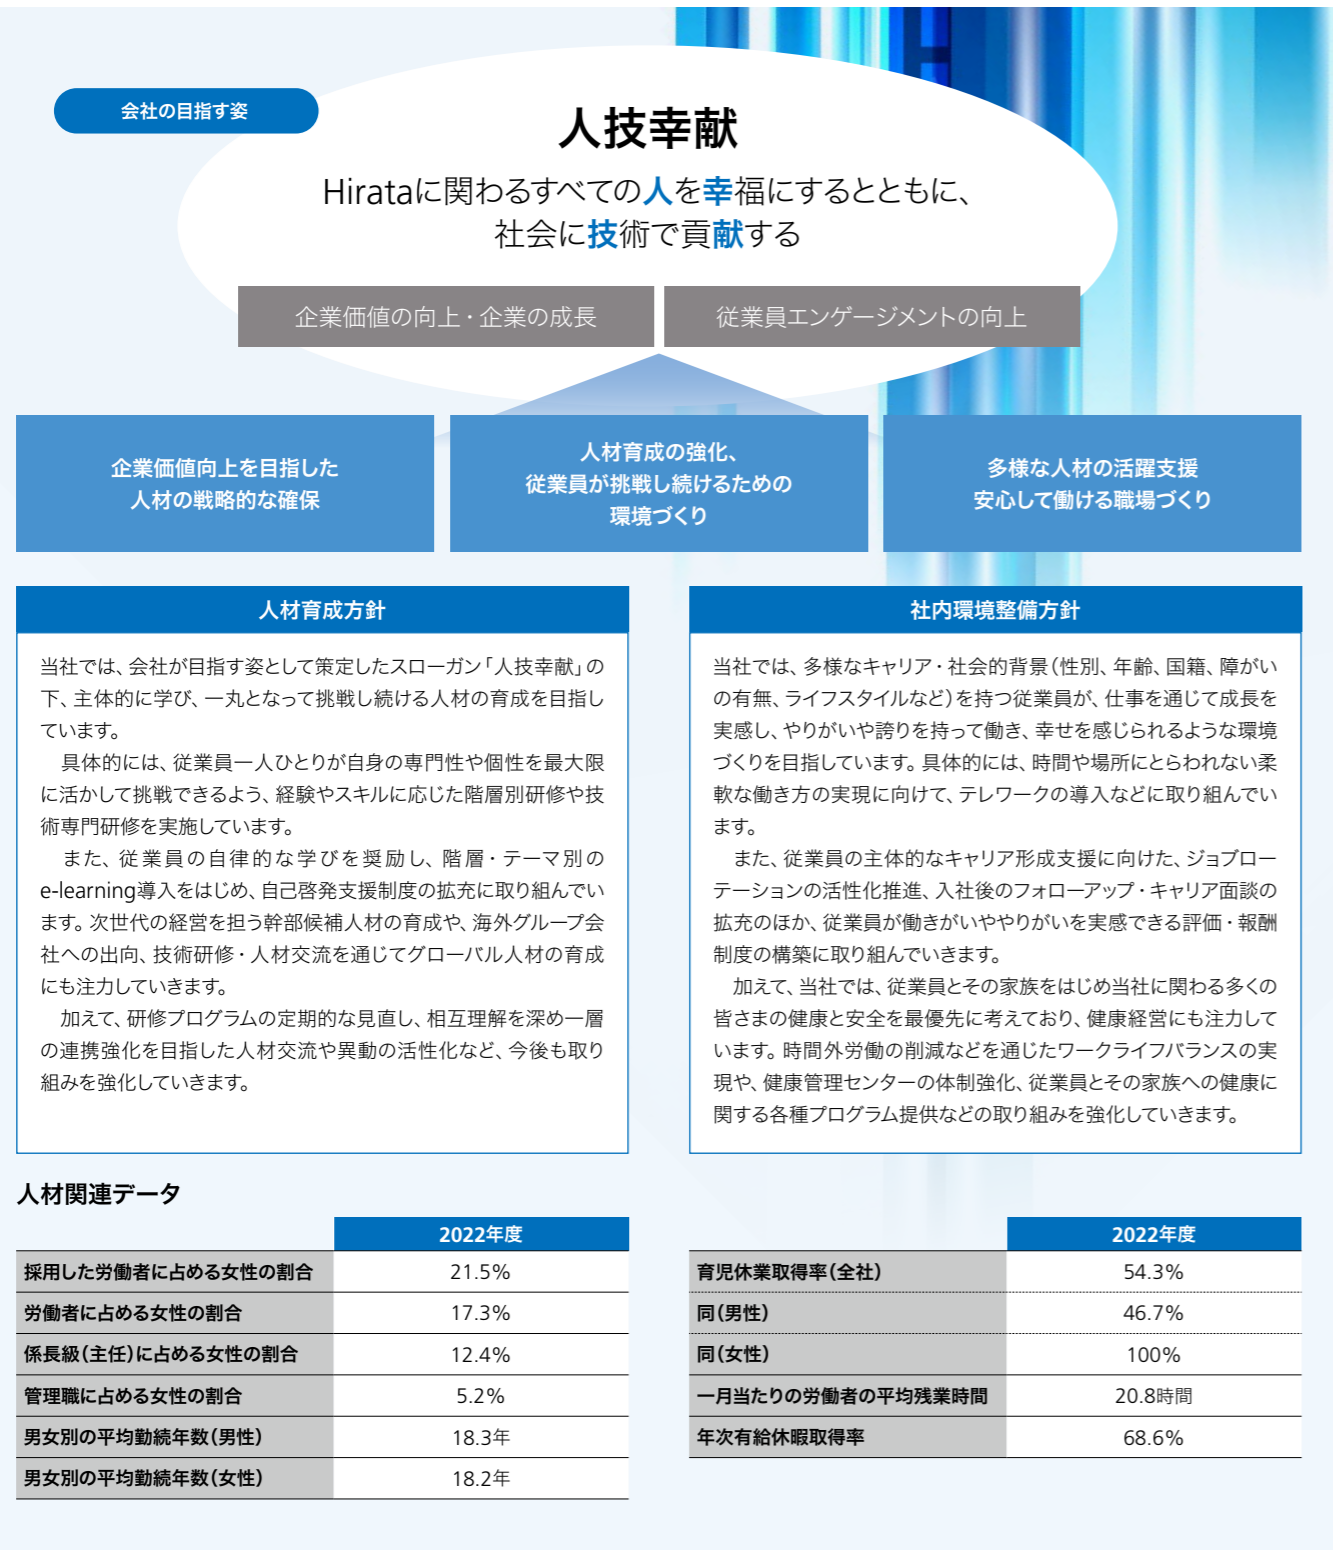 会社の目指す姿
人技幸献
Hirataに関わるすべての人を幸福にするとともに、
社会に技術で貢献する
企業価値の向上・企業の成長
従業員エンゲージメントの向上
企業価値向上を目指した
人材の戦略的な確保
人材育成の強化、
従業員が挑戦し続けるための
環境づくり
多様な人材の活躍支援
安心して働ける職場づくり
人材育成方針
当社では、会社が目指す姿として策定したスローガン「人技幸献」の
下、主体的に学び、一丸となって挑戦し続ける人材の育成を目指し
ています。
具体的には、従業員一人ひとりが自身の専門性や個性を最大限
に活かして挑戦できるよう、経験やスキルに応じた階層別研修や技
術専門研修を実施しています。
また、従業員の自律的な学びを奨励し、階層・テーマ別の
e-learning導入をはじめ、自己啓発支援制度の拡充に取り組んでい
ます。次世代の経営を担う幹部候補人材の育成や、海外グループ会
社への出向、技術研修・人材交流を通じてグローバル人材の育成
にも注力していきます。
加えて、研修プログラムの定期的な見直し、相互理解を深め一層
の連携強化を目指した人材交流や異動の活性化など、今後も取り
組みを強化していきます。
社内環境整備方針
当社では、多様なキャリア・社会的背景（性別、年齢、国籍、障がい
の有無、ライフスタイルなど）を持つ従業員が、仕事を通じて成長を
実感し、やりがいや誇りを持って働き、幸せを感じられるような環境
づくりを目指しています。具体的には、時間や場所にとらわれない柔
軟な働き方の実現に向けて、テレワークの導入などに取り組んでい
ます。
また、従業員の主体的なキャリア形成支援に向けた、ジョブロー
テーションの活性化推進、入社後のフォローアップ・キャリア面談の
拡充のほか、従業員が働きがいややりがいを実感できる評価・報酬
制度の構築に取り組んでいきます。
加えて、当社では、従業員とその家族をはじめ当社に関わる多くの
皆さまの健康と安全を最優先に考えており、健康経営にも注力して
います。時間外労働の削減などを通じたワークライフバランスの実
現や、健康管理センターの体制強化、従業員とその家族への健康に
関する各種プログラム提供などの取り組みを強化していきます。
人材関連データ
2022年度
採用した労働者に占める女性の割合 21.5%
労働者に占める女性の割合 17.3%
係長級（主任）に占める女性の割合 12.4%
管理職に占める女性の割合 5.2%
男女別の平均勤続年数（男性） 18.3年
男女別の平均勤続年数（女性） 18.2年
2022年度
育児休業取得率（全社） 54.3%
同（男性） 46.7%
同（女性） 100%
一月当たりの労働者の平均残業時間 20.8時間
年次有給休暇取得率 68.6%